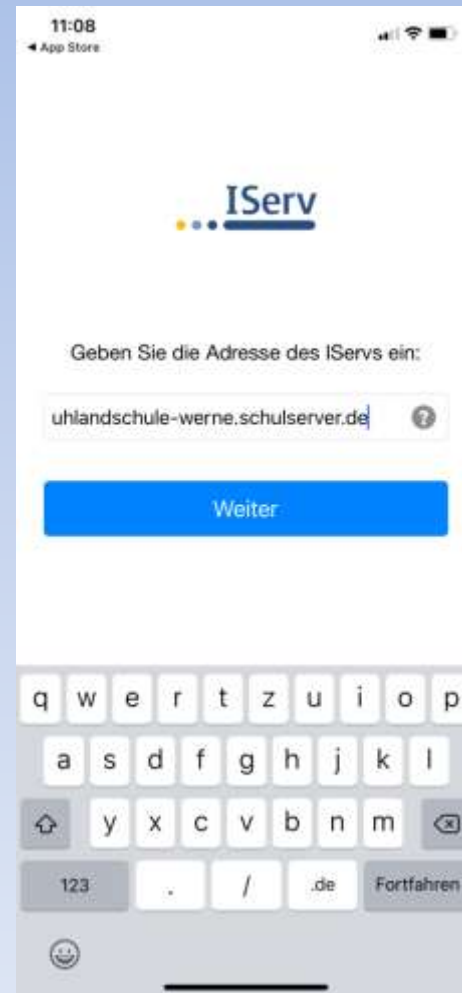 11:08
◀ App Store
IServ
Geben Sie die Adresse des IServs ein:
uhlandschule-werne.schulserver.de
?
Weiter
q w e r t z u i o p
a s d f g h j k l
y x c v b n m
123 . / .de Fortfahren